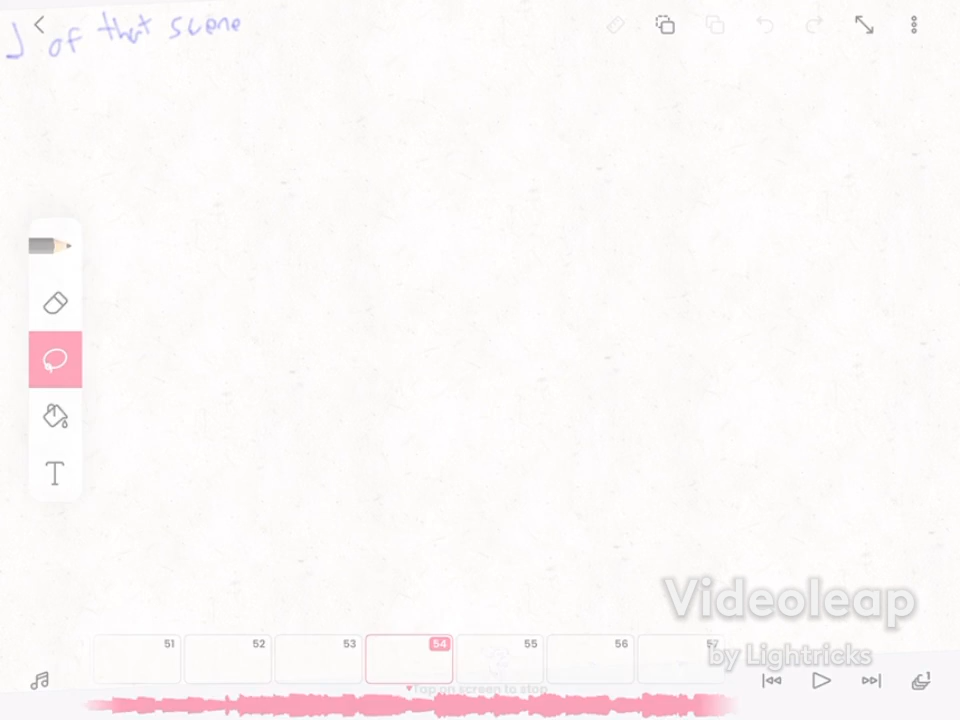 of that scene
T
Videoleap
51 52 53 54 55 56 57
by Lightricks
Tap on screen to stop